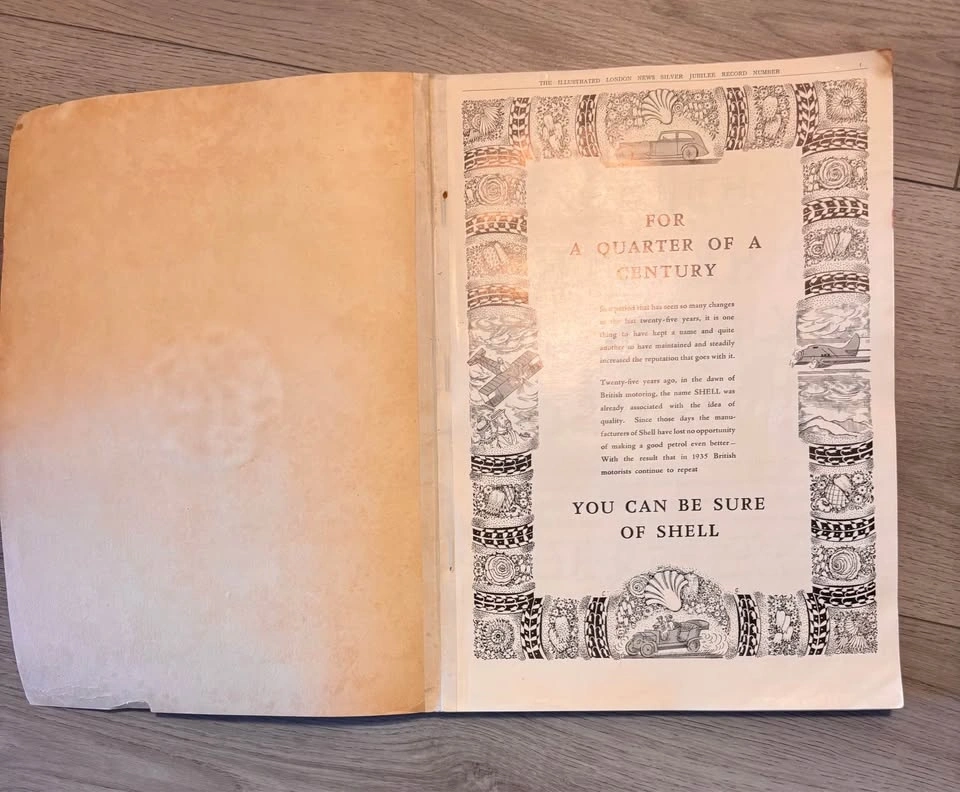 THE ILLUSTRATED LONDON NEWS SILVER JUBILEE RECORD NUMBER
FOR
A QUARTER OF A
CENTURY
period that has seen so many changes
the last twenty-five years, it is one
thing to have kept a name and quite
another to have maintained and steadily
increased the reputation that goes with it.
Twenty-five years ago, in the dawn of
British motoring, the name SHELL was
already associated with the idea of
quality. Since those days the manu-
facturers of Shell have lost no opportunity
of making a good petrol even better—
With the result that in 1935 British
motorists continue to repeat
YOU CAN BE SURE
OF SHELL